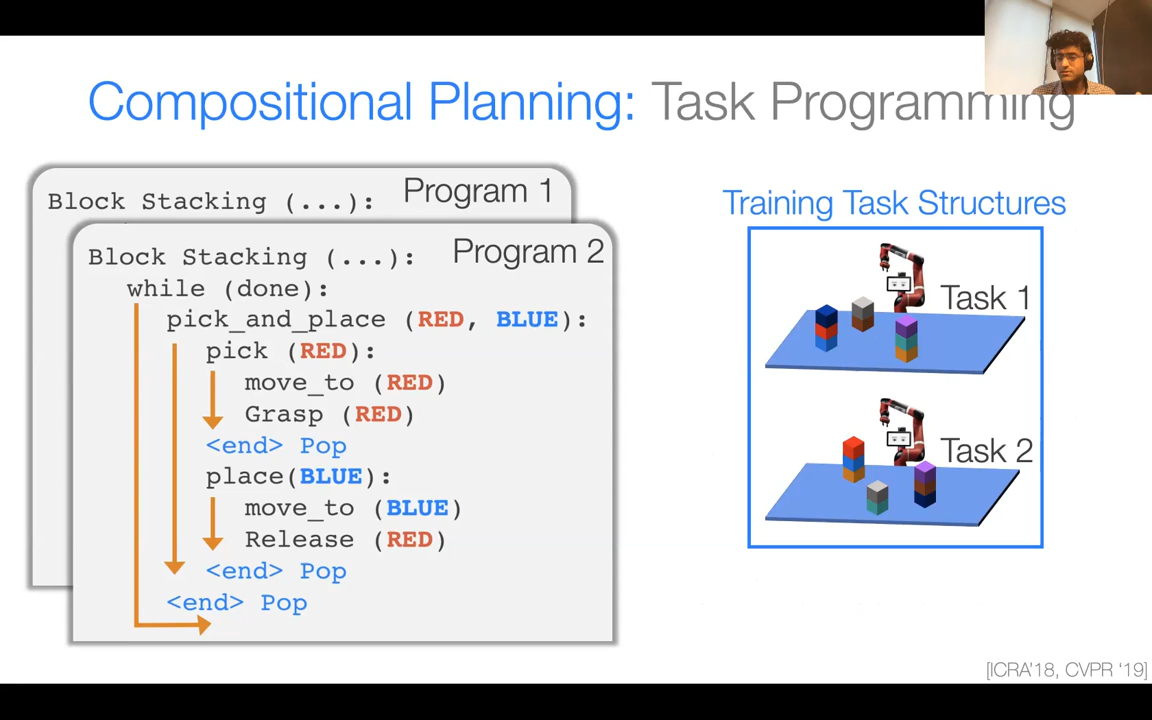 Compositional Planning: Task Programming
Block Stacking (...): Program 1
Block Stacking (...): Program 2
while (done):
pick_and_place (RED, BLUE):
pick (RED):
move_to (RED)
Grasp (RED)
<end> Pop
place(BLUE):
move_to (BLUE)
Release (RED)
<end> Pop
<end> Pop
Training Task Structures
Task 1
Task 2
[ICRA'18, CVPR ‘19]